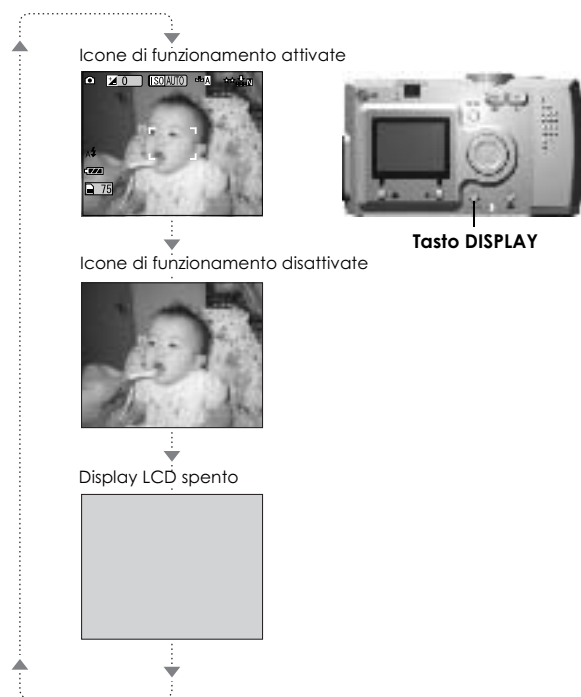 Icone di funzionamento attivate
0 ISO AUTO A N
75
Tasto DISPLAY
Icone di funzionamento disattivate
Display LCD spento